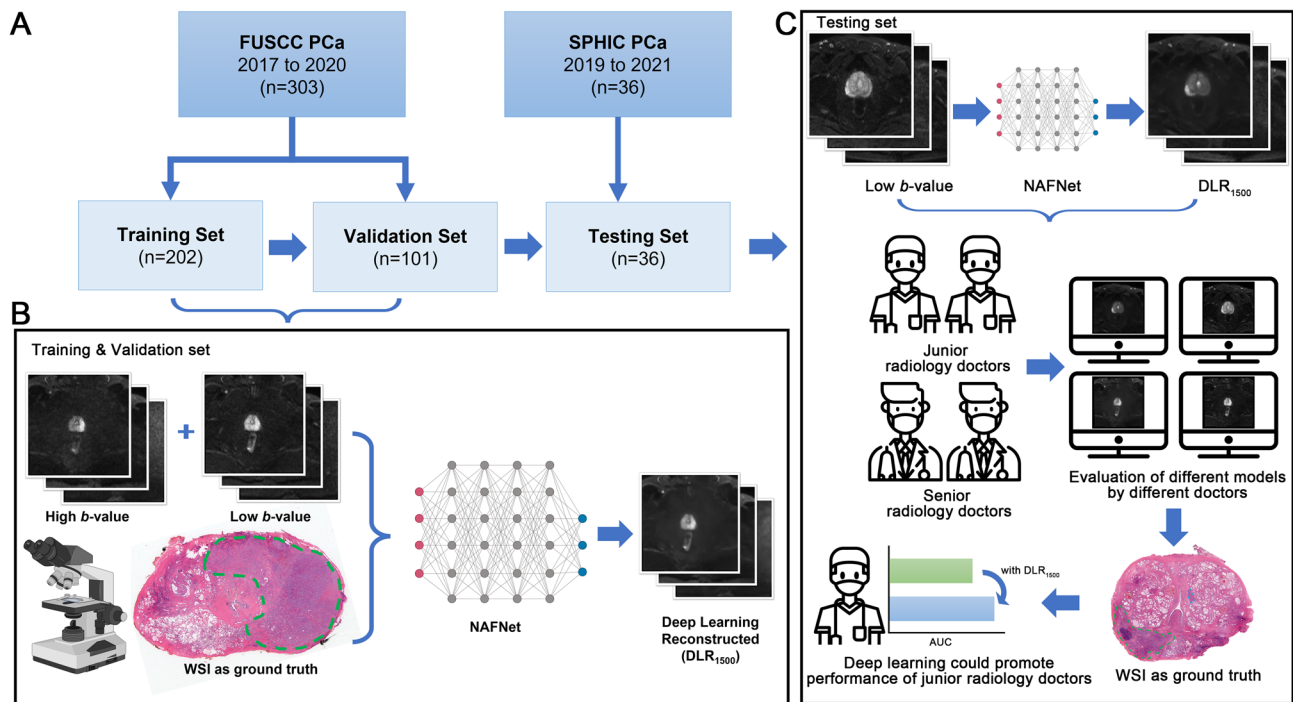 A
FUSCC PCa
2017 to 2020
(n=303)
SPHIC PCa
2019 to 2021
(n=36)
Training Set
(n=202)
Validation Set
(n=101)
Testing Set
(n=36)
B
Training & Validation set
+
High b-value
Low b-value
WSI as ground truth
NAFNet
Deep Learning
Reconstructed
(DLR1500)
C
Testing set
Low b-value
NAFNet
DLR1500
Junior
radiology doctors
Senior
radiology doctors
Evaluation of different models
by different doctors
with DLR1500
AUC
Deep learning could promote
performance of junior radiology doctors
WSI as ground truth